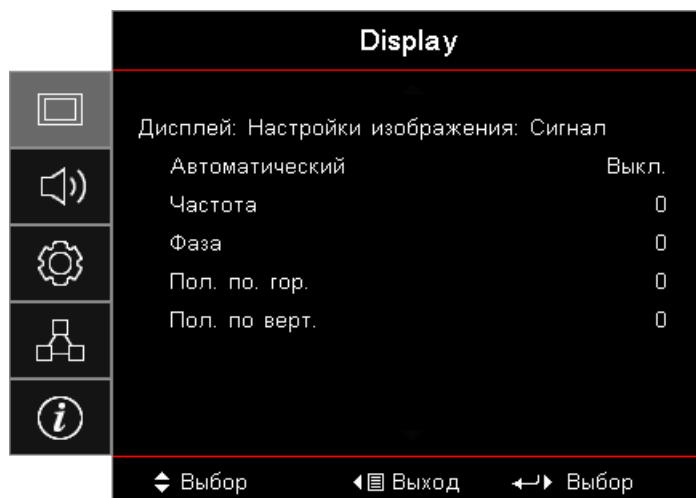 Display
Дисплей: Настройки изображения: Сигнал
Автоматический Выкл.
Частота 0
Фаза 0
Пол. по. гор. 0
Пол. по верт. 0
Выбор Выход Выбор